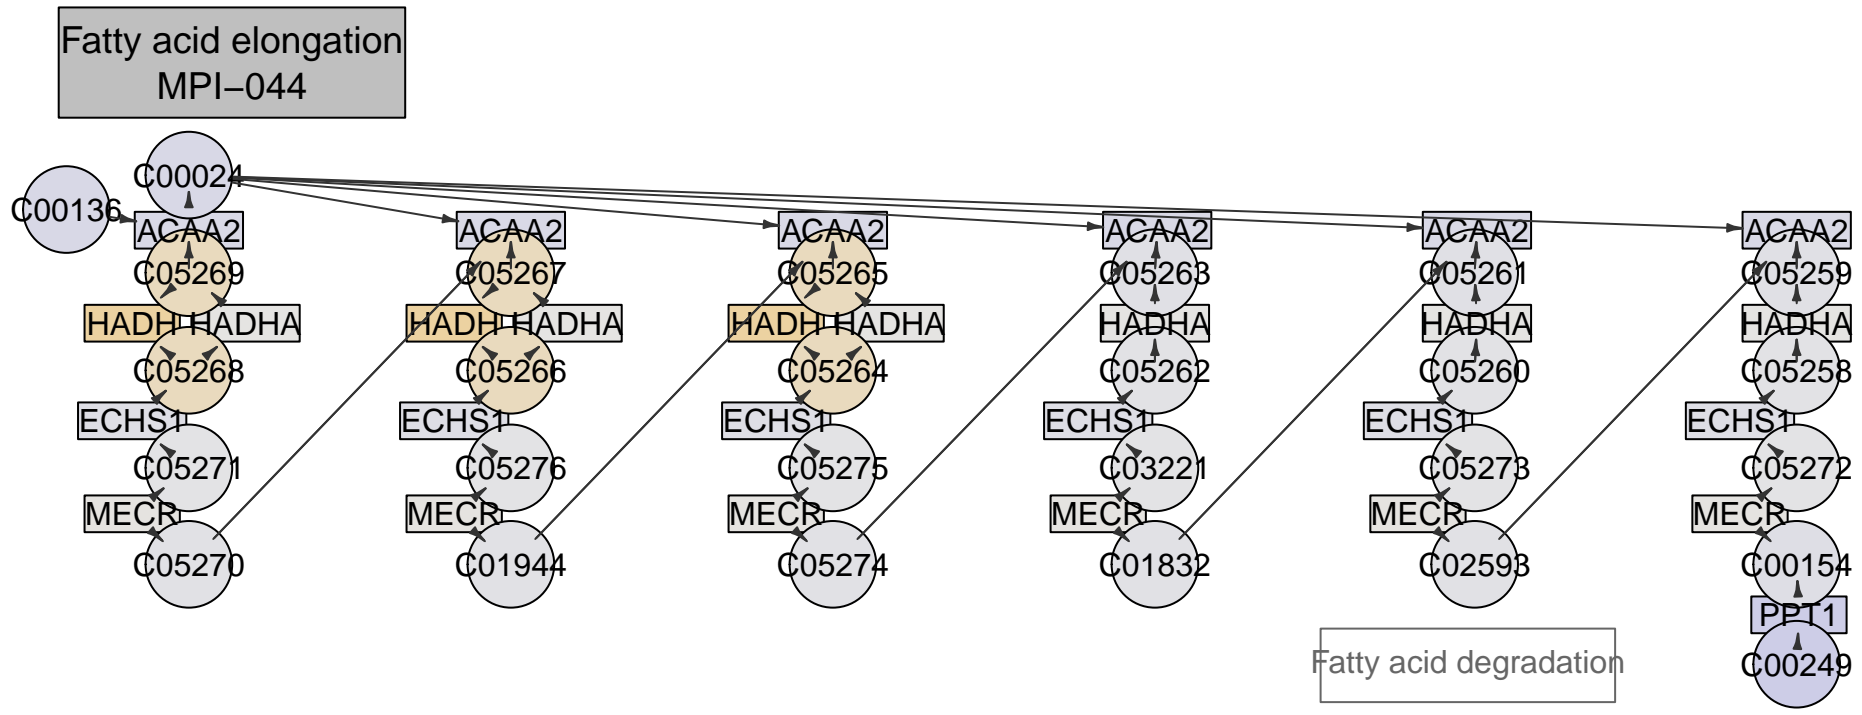 Fatty acid elongation
MPI−044
C00024
C00136
ACAA2 ACAA2 ACAA2 ACAA2 ACAA2 ACAA2
C05269 C05267 C05265 C05263 C05261 C05259
HADH HADHA HADH HADHA HADH HADHA HADHA HADHA HADHA
C05268 C05266 C05264 C05262 C05260 C05258
ECHS1 ECHS1 ECHS1 ECHS1 ECHS1 ECHS1
C05271 C05276 C05275 C03221 C05273 C05272
MECR MECR MECR MECR MECR MECR
C05270 C01944 C05274 C01832 C02593 C00154
PPT1
Fatty acid degradation
C00249